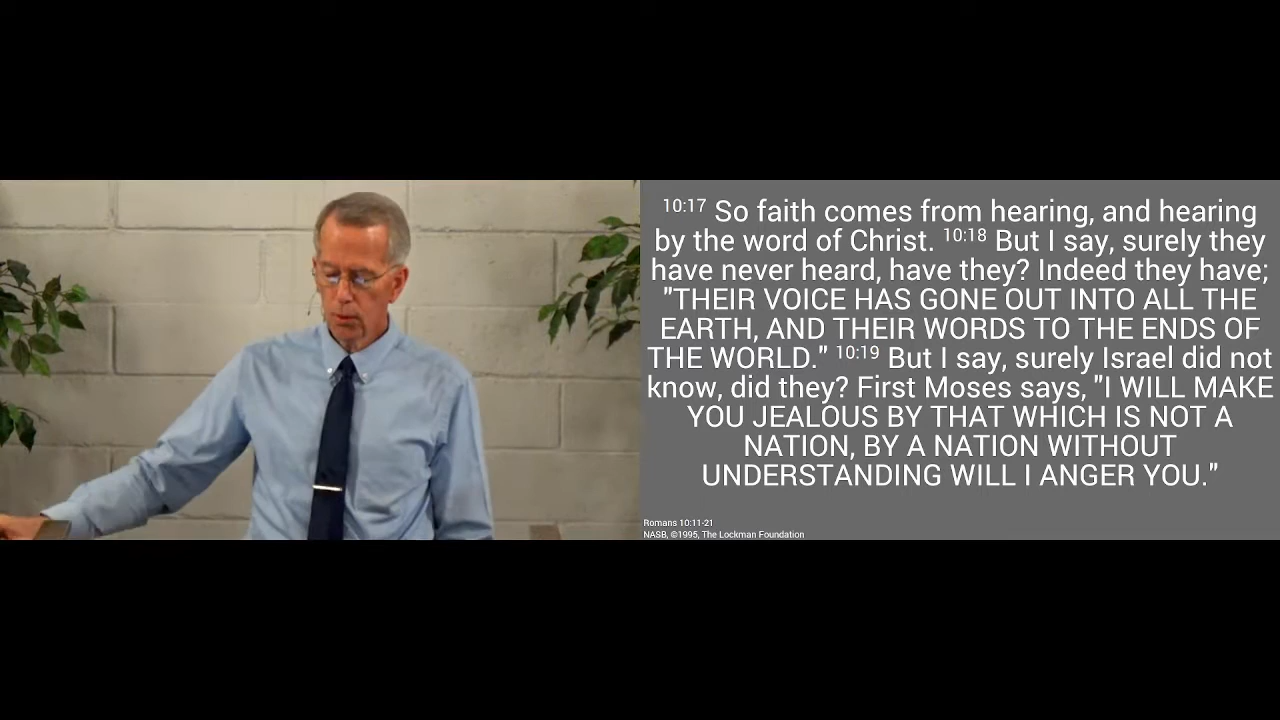 10:17 So faith comes from hearing, and hearing
by the word of Christ. 10:18 But I say, surely they
have never heard, have they? Indeed they have;
"THEIR VOICE HAS GONE OUT INTO ALL THE
EARTH, AND THEIR WORDS TO THE ENDS OF
THE WORLD." 10:19 But I say, surely Israel did not
know, did they? First Moses says, "I WILL MAKE
YOU JEALOUS BY THAT WHICH IS NOT A
NATION, BY A NATION WITHOUT
UNDERSTANDING WILL I ANGER YOU."
Romans 10:11-21
NASB, ©1995, The Lockman Foundation